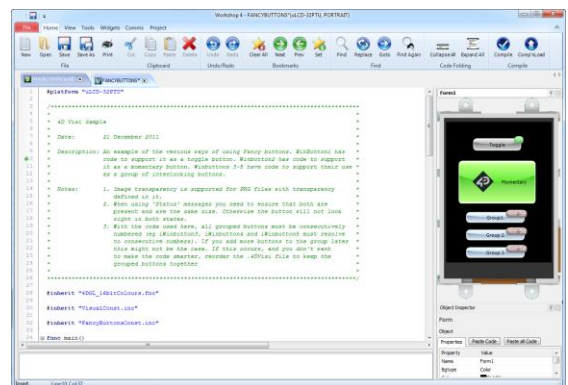 Workshop 4 - FANCYBUTTONS*(uLCD-32PTU, PORTRAIT)
File Home View Tools Widgets Comms Project
New Open Save Save As Print Cut Copy Paste Delete Undo Redo Clear All Next Prev Set Find Replace Goto Find Again Collapse All Expand All Compile Comp'nLoad
File Clipboard Undo/Redo Bookmarks Find Code Folding Compile
FANCYBUTTONS*
#platform "uLCD-32PTU"
4D Visi Sample
Date: 21 December 2011
Description: An example of the various ways of using Fancy buttons. WinButton1 has
code to support it as a toggle button. Winbutton2 has code to support
it as a momentary button. Winbuttons 3-5 have code to support their use
as a group of interlocking buttons.
Notes: 1. Image transparency is supported for PNG files with transparency
defined in it.
2. When using 'Status' messages you need to ensure that both are
present and are the same size. Otherwise the button will not look
right in both states.
3. With the code used here, all grouped buttons must be consecutively
numbered (eg iWinbutton3, iWinbutton4 and iWinbutton5 must resolve
to consecutive numbers). If you add more buttons to the group later
this might not be the case. If this occurs, and you don't want
to make the code smarter, reorder the .4DVisi file to keep the
grouped buttons together
#inherit "4DGL_16bitColours.fnc"
#inherit "VisualConst.inc"
#inherit "FancyButtonsConst.inc"
func main()
Form1
Toggle
4D Momentary
Group 1
Group 2
Group 3
Object Inspector
Form
Object
Properties Paste Code Paste all Code
Property Value
Name Form1
Bgtype Color
Insert